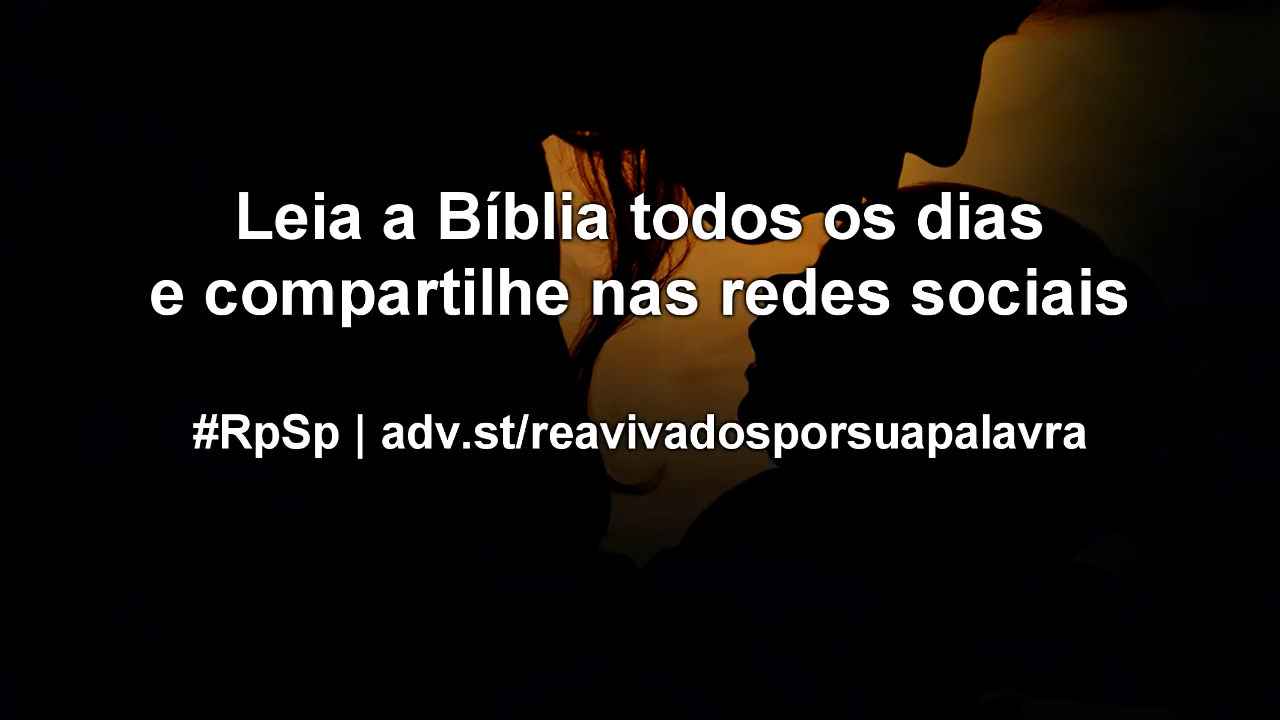 Leia a Bíblia todos os dias
e compartilhe nas redes sociais
#RpSp | adv.st/reavivadosporsuapalavra